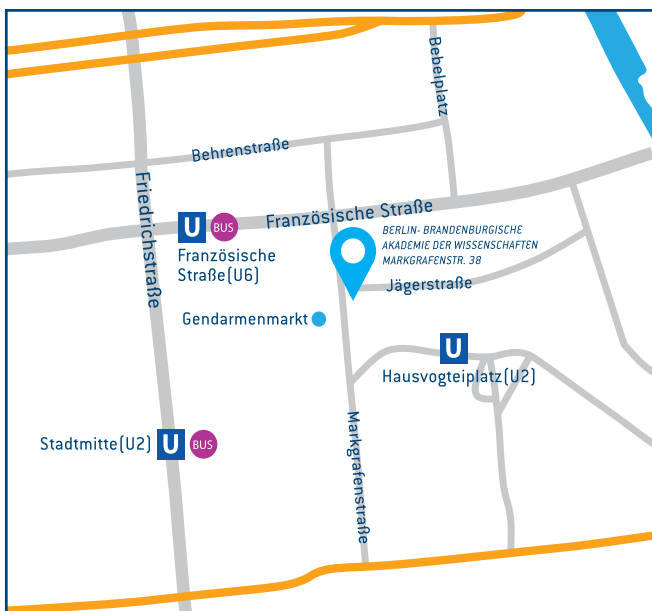 Bebelplatz
Behrenstraße
Friedrichstraße
Französische Straße
U BUS
Französische
Straße(U6)
BERLIN- BRANDENBURGISCHE
AKADEMIE DER WISSENSCHAFTEN
MARKGRAFENSTR. 38
Jägerstraße
Gendarmenmarkt
U
Hausvogteiplatz(U2)
Markgrafenstraße
Stadtmitte(U2) U BUS